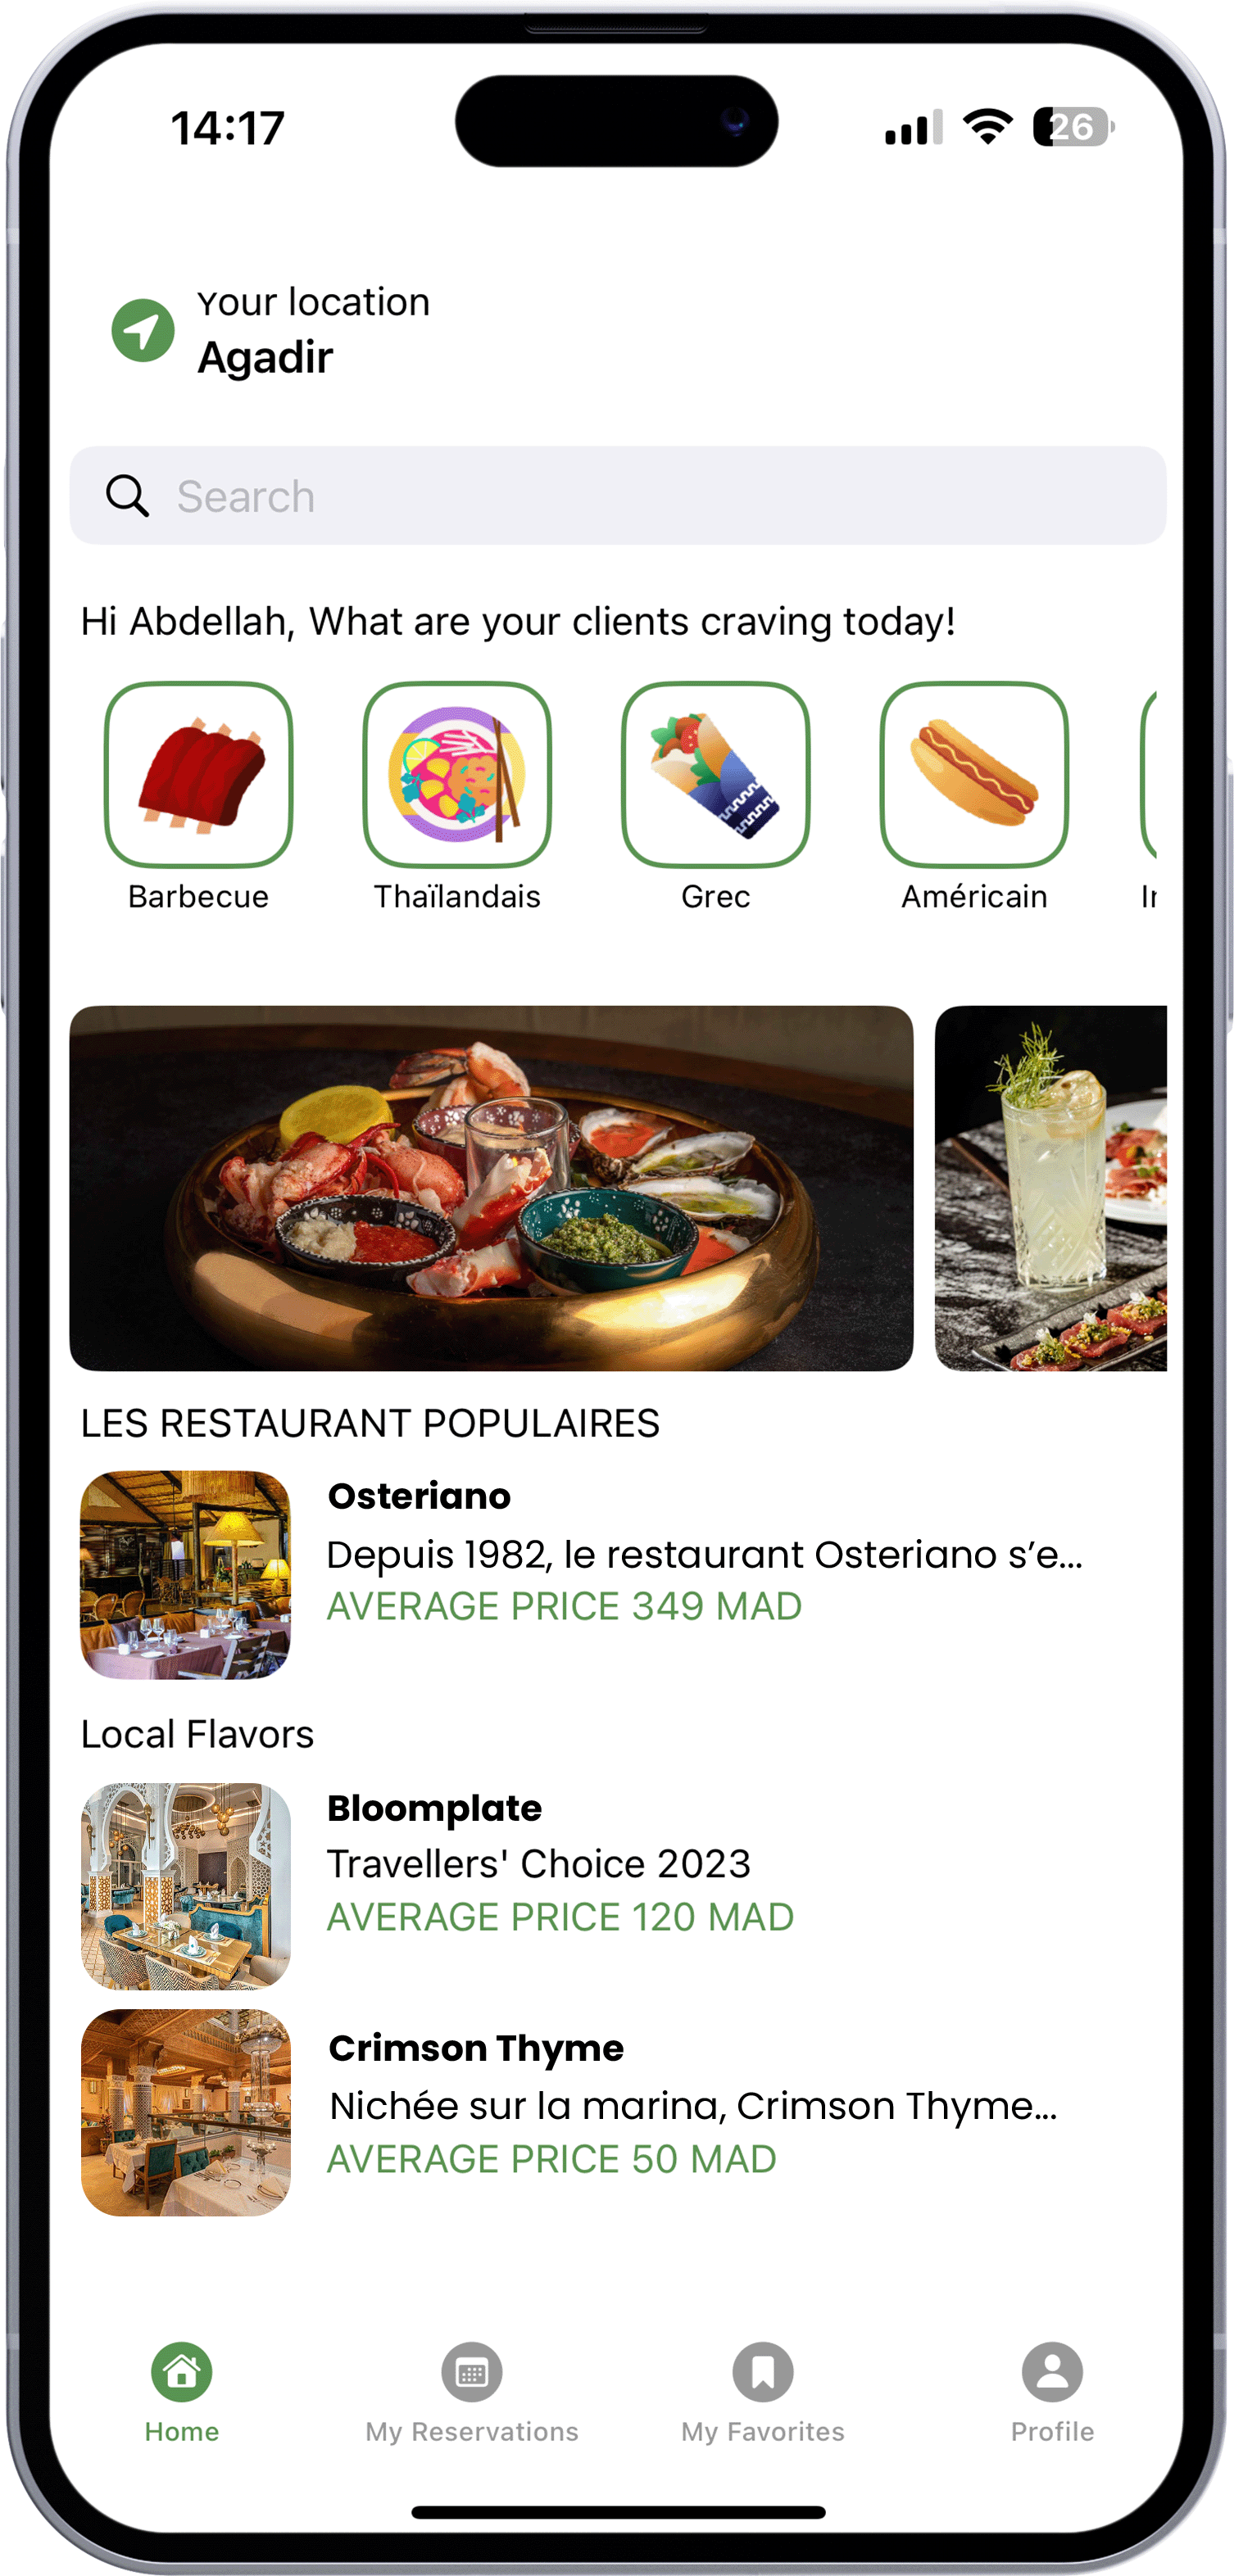 14:17
26
Your location
Agadir
Search
Hi Abdellah, What are your clients craving today!
Barbecue
Thaïlandais
Grec
Américain
LES RESTAURANT POPULAIRES
Osteriano
Depuis 1982, le restaurant Osteriano s’e...
AVERAGE PRICE 349 MAD
Local Flavors
Bloomplate
Travellers' Choice 2023
AVERAGE PRICE 120 MAD
Crimson Thyme
Nichée sur la marina, Crimson Thyme...
AVERAGE PRICE 50 MAD
Home
My Reservations
My Favorites
Profile